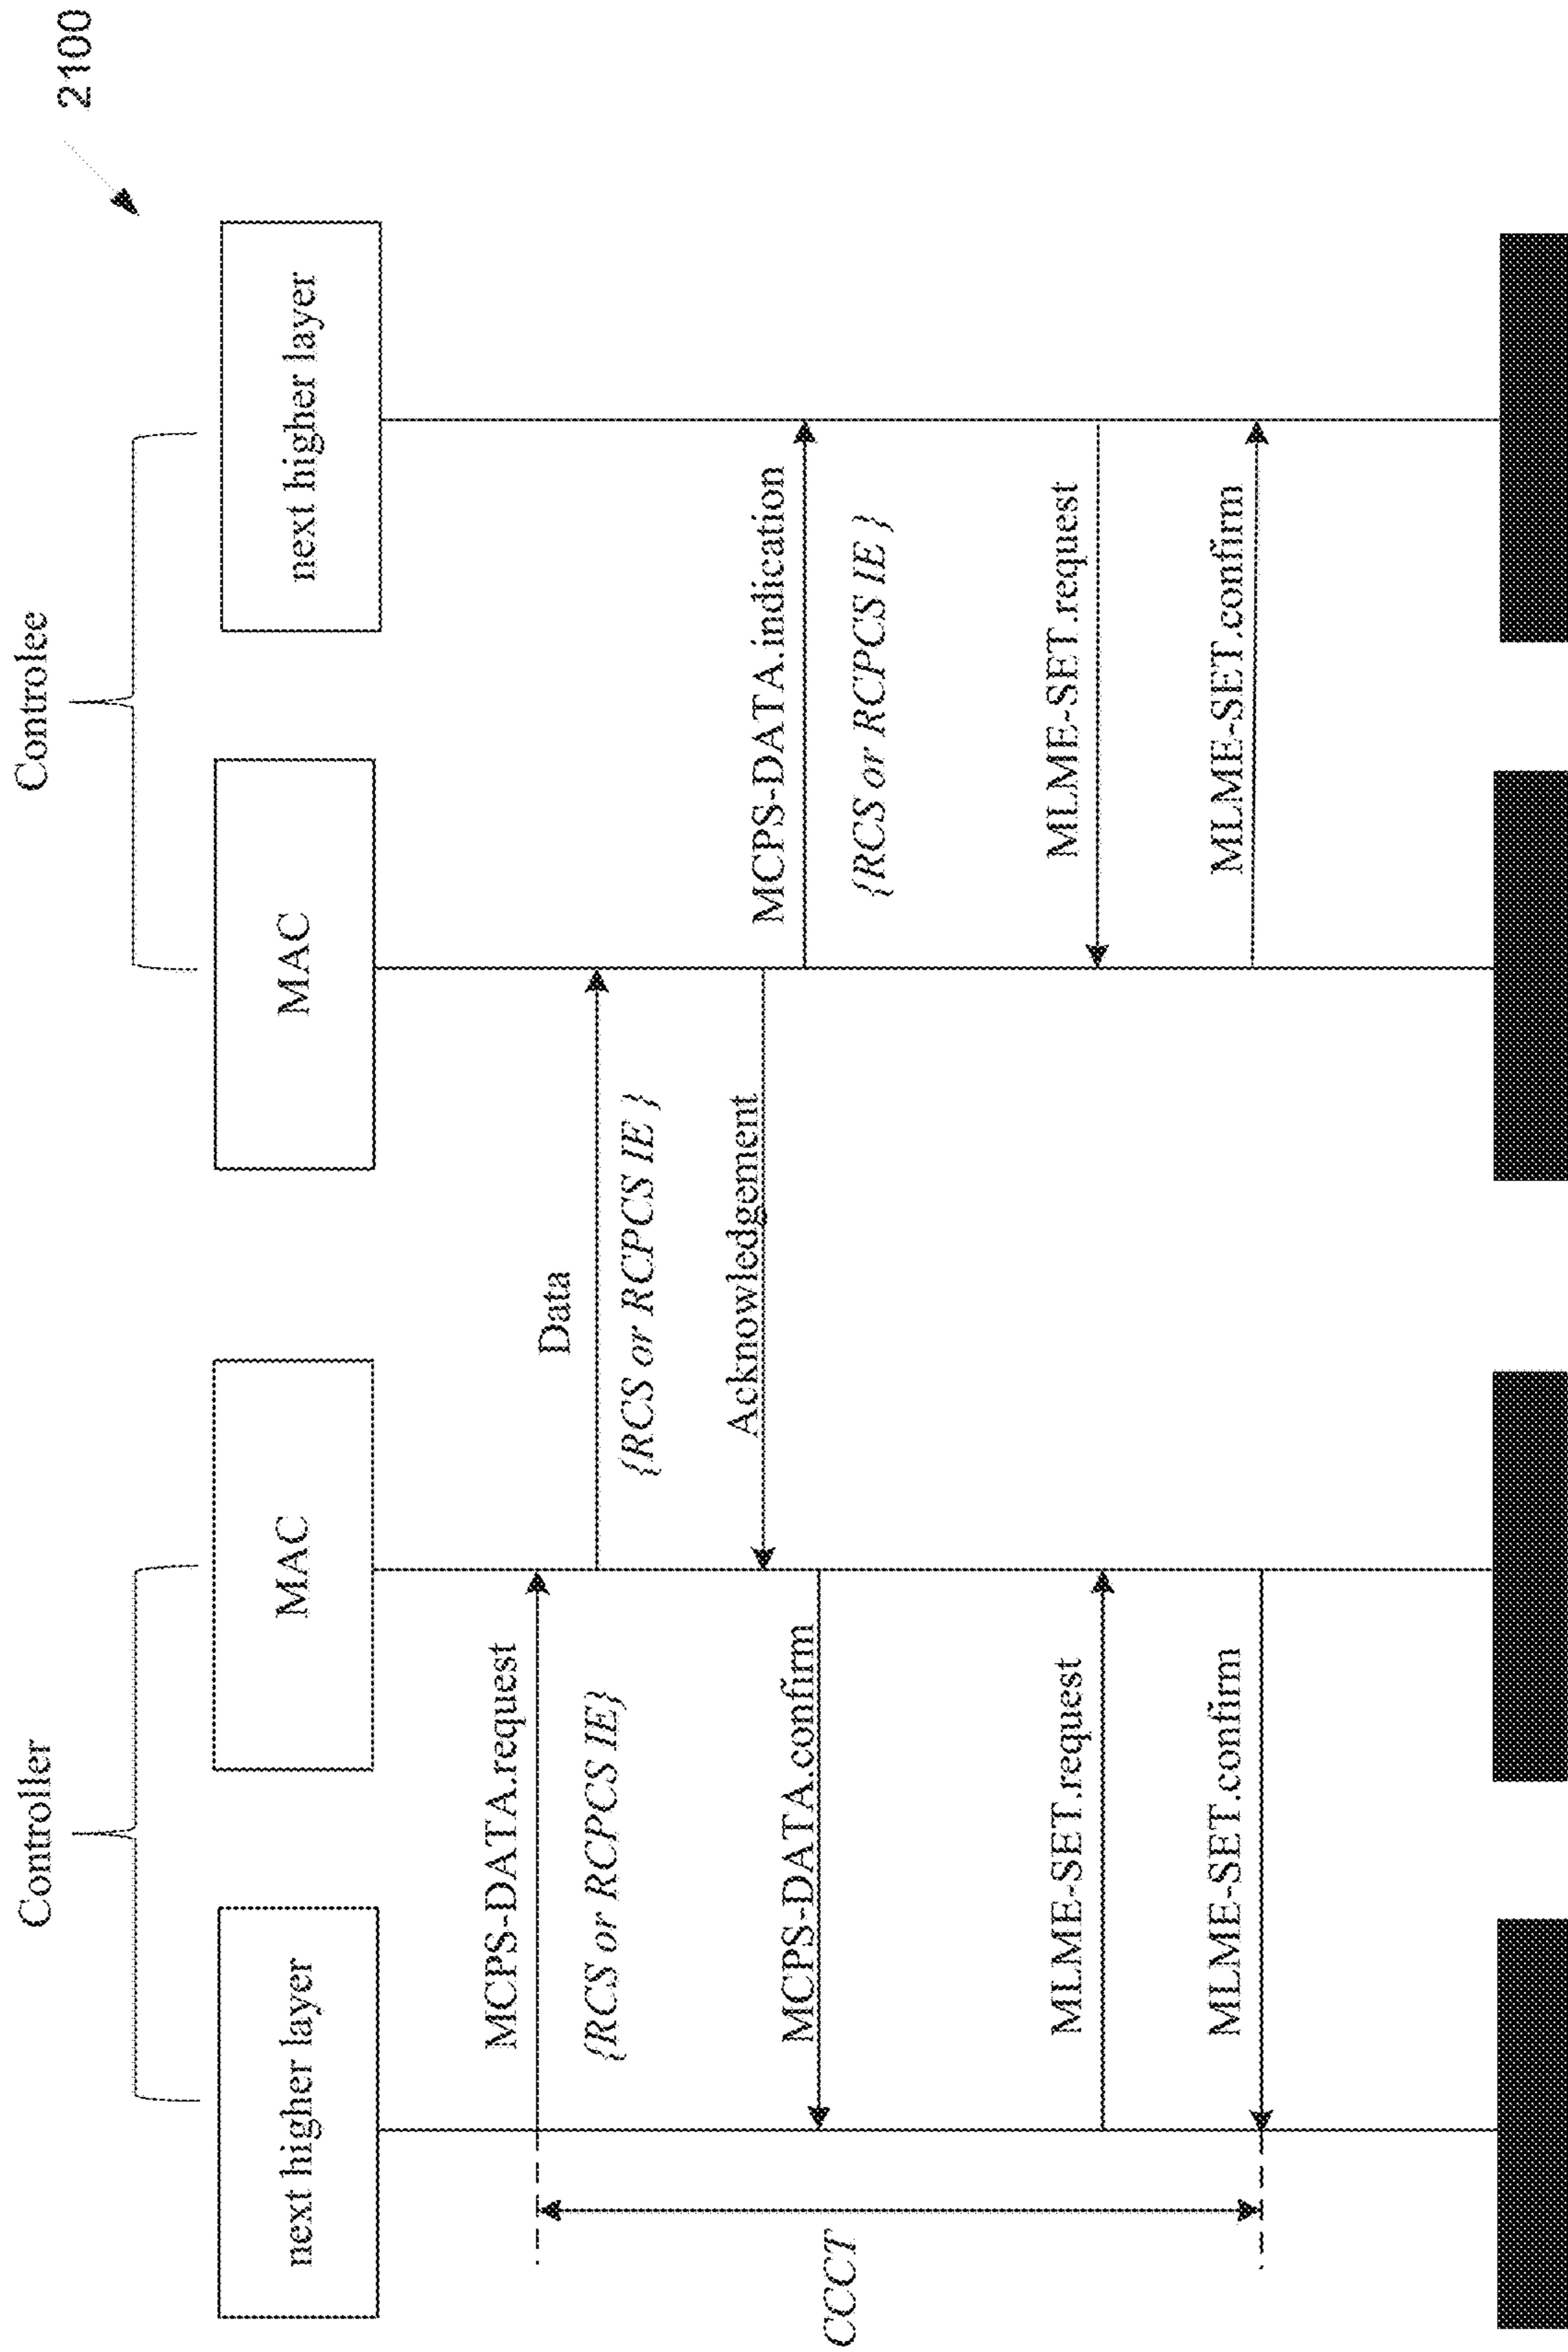 2100
Controller
Controlee
next higher layer
MAC
MAC
next higher layer
MCPS-DATA.request
{RCS or RCPCS IE}
Data
{RCS or RCPCS IE }
Acknowledgement
MCPS-DATA.indication
{RCS or RCPCS IE }
MCPS-DATA.confirm
CCCT
MLME-SET.request
MLME-SET.request
MLME-SET.confirm
MLME-SET.confirm